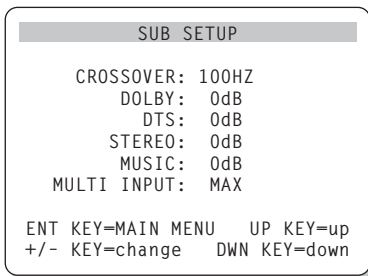 SUB SETUP
CROSSOVER: 100HZ
DOLBY: 0dB
DTS: 0dB
STEREO: 0dB
MUSIC: 0dB
MULTI INPUT: MAX
ENT KEY=MAIN MENU UP KEY=up
+/- KEY=change DWN KEY=down